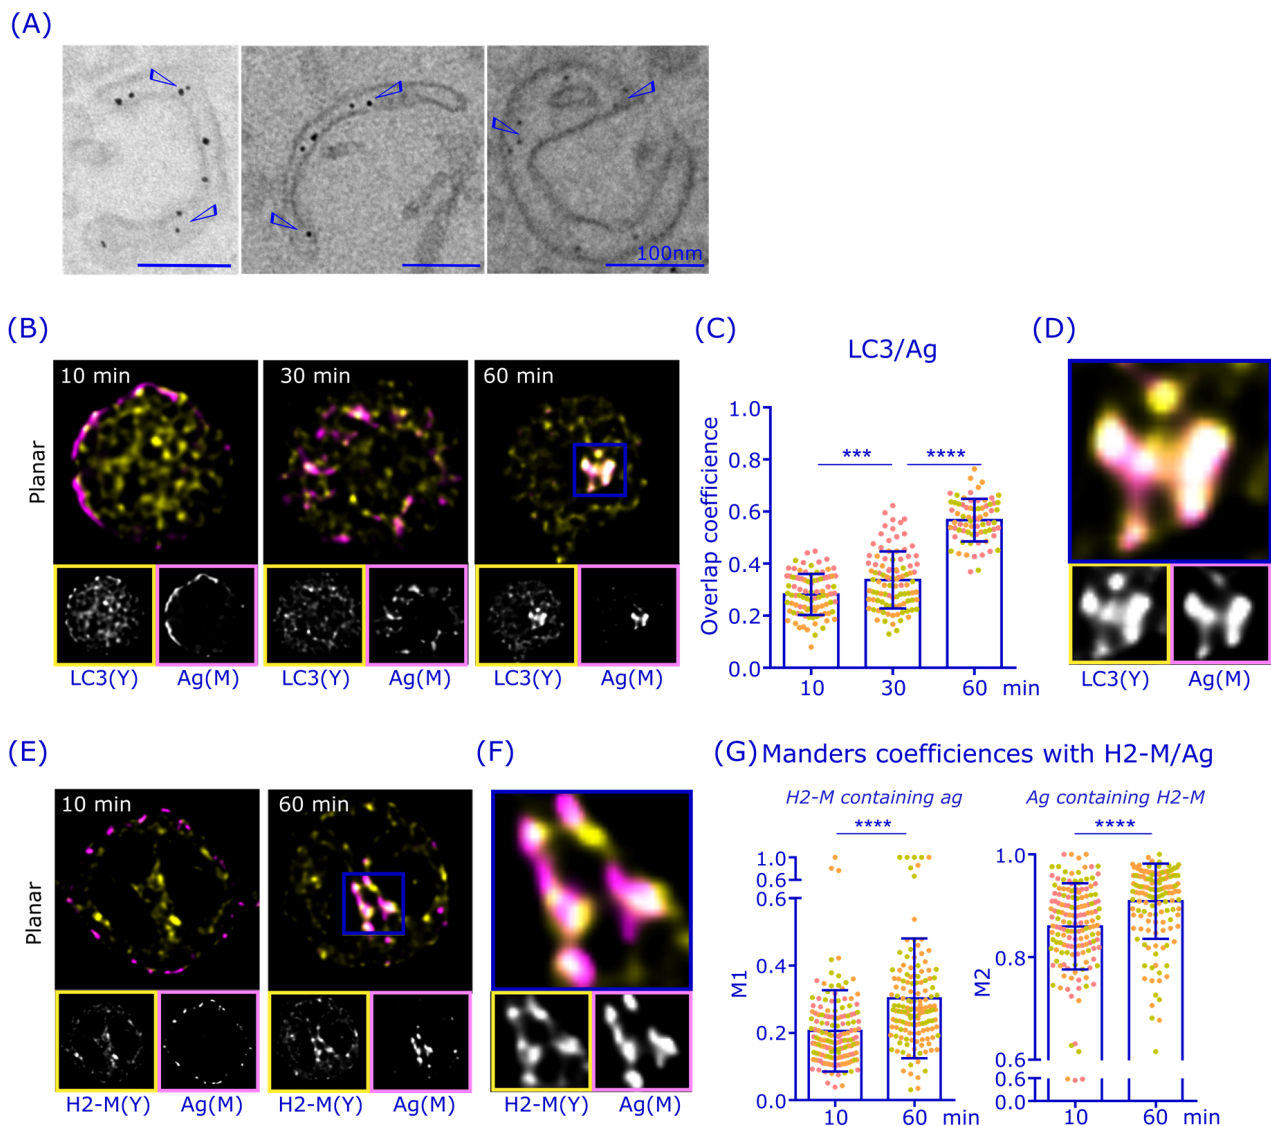 (A)
100nm
(B)
Planar
10 min
30 min
60 min
LC3(Y)
Ag(M)
LC3(Y)
Ag(M)
LC3(Y)
Ag(M)
(C)
LC3/Ag
Overlap coefficience
1.0
0.8
0.6
0.4
0.2
0.0
***
****
10
30
60
min
(D)
LC3(Y)
Ag(M)
(E)
Planar
10 min
60 min
H2-M(Y)
Ag(M)
H2-M(Y)
Ag(M)
(F)
H2-M(Y)
Ag(M)
(G) Manders coefficiences with H2-M/Ag
H2-M containing ag
****
M1
1.0
0.6
0.6
0.4
0.2
0.0
10
60
min
Ag containing H2-M
****
M2
1.0
0.8
0.6
0.6
0.0
10
60
min